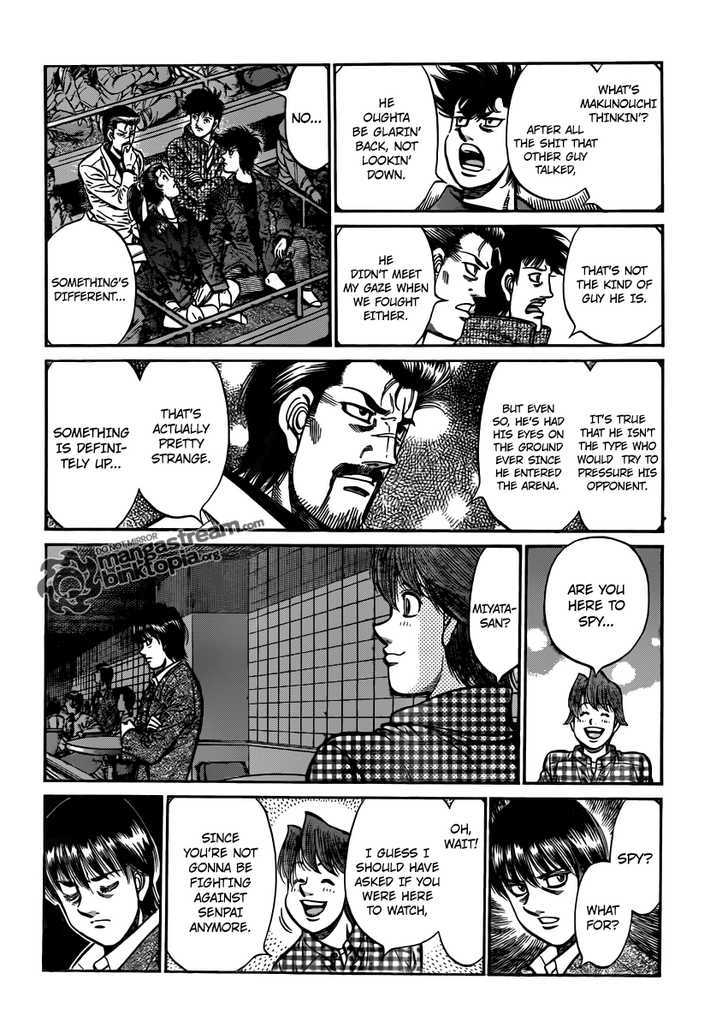 WHAT'S
MAKUNOUCHI
THINKIN'?
AFTER ALL
THE SHIT THAT
OTHER GUY
TALKED,
HE
OUGHTA
BE GLARIN'
BACK, NOT
LOOKIN'
DOWN.
NO...
SOMETHING'S
DIFFERENT...
THAT'S NOT
THE KIND OF
GUY HE IS.
HE
DIDN'T MEET
MY GAZE WHEN
WE FOUGHT
EITHER.
IT'S TRUE
THAT HE ISN'T
THE TYPE WHO
WOULD TRY TO
PRESSURE HIS
OPPONENT.
BUT EVEN
SO, HE'S HAD
HIS EYES ON
THE GROUND
EVER SINCE
HE ENTERED
THE ARENA.
THAT'S
ACTUALLY
PRETTY
STRANGE.
SOMETHING
IS DEFINI-
TELY UP...
DO NOT MIRROR
mangastream.com
binktopia.org
ARE YOU
HERE TO
SPY...
MIYATA-
SAN?
SPY?
WHAT
FOR?
OH,
WAIT!
I GUESS I
SHOULD HAVE
ASKED IF YOU
WERE HERE
TO WATCH,
SINCE
YOU'RE NOT
GONNA BE
FIGHTING
AGAINST
SENPAI
ANYMORE.